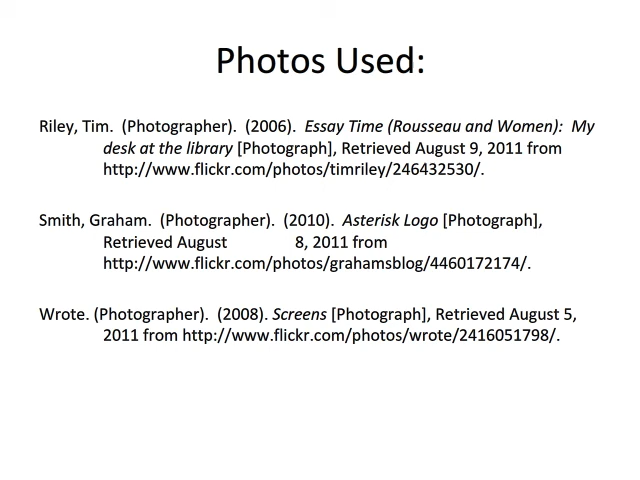 Photos Used:
Riley, Tim.  (Photographer).  (2006).  Essay Time (Rousseau and Women):  My
desk at the library [Photograph], Retrieved August 9, 2011 from
http://www.flickr.com/photos/timriley/246432530/.
Smith, Graham.  (Photographer).  (2010).  Asterisk Logo [Photograph],
Retrieved August 8, 2011 from
http://www.flickr.com/photos/grahamsblog/4460172174/.
Wrote. (Photographer).  (2008). Screens [Photograph], Retrieved August 5,
2011 from http://www.flickr.com/photos/wrote/2416051798/.